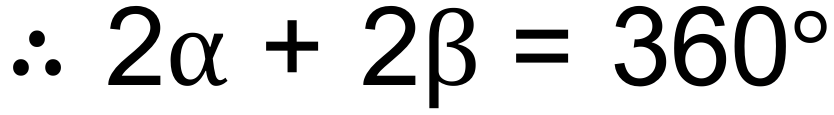 ∴ 2α + 2β = 360°